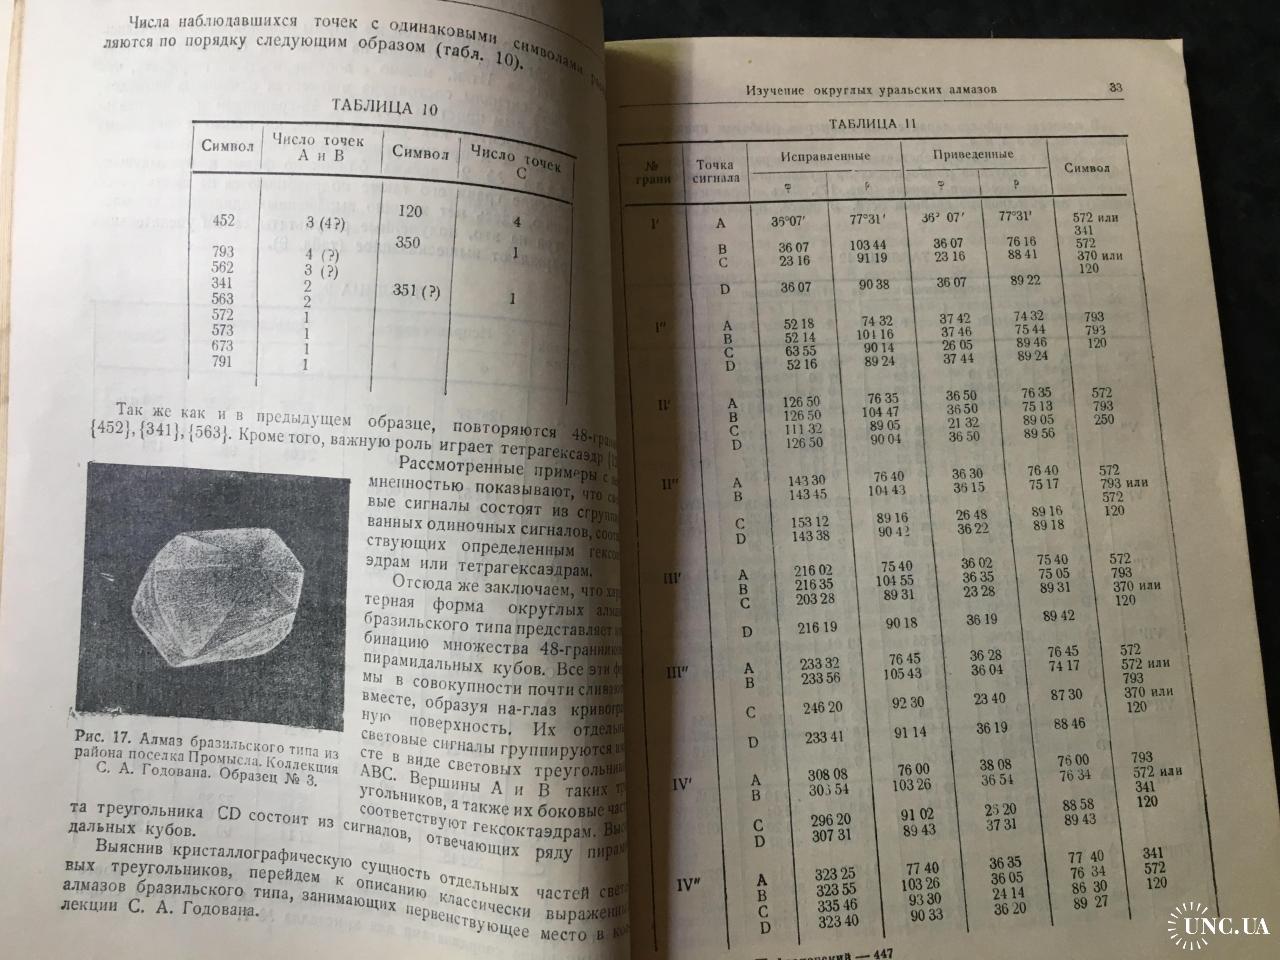 Числа наблюдавшихся точек с одинаковыми символами
ляются по порядку следующим образом (табл. 10).
ТАБЛИЦА 10
Символ Число точек А и В Символ Число точек С
452 3 (4?) 120 4
793 4 (?) 350 1
562 3 (?)
341 2 351 (?) 1
563 2
572 1
573 1
673 1
791 1
Так же как и в предыдущем образце, повторяются 48-гран
{452}, {341}, {563}. Кроме того, важную роль играет тетрагексаэдр
Рассмотренные примеры с
мненностью показывают, что
вые сигналы состоят из сгруппи
ванных одиночных сигналов, соот
ствующих определенным гексо
эдрам или тетрагексаэдрам.
Отсюда же заключаем, что хар
терная форма округлых алма
бразильского типа представляет
бинацию множества 48-гранников
пирамидальных кубов. Все эти
мы в совокупности почти сливают
вместе, образуя на-глаз кривогра
ную поверхность. Их отдельн
световые сигналы группируются
сте в виде световых треугольник
АВС. Вершины А и В таких
угольников, а также их боковые час
соответствуют гексоктаэдрам. Выс
Рис. 17. Алмаз бразильского типа из
района поселка Промысла. Коллекция
С. А. Годована. Образец № 3.
та треугольника CD состоит из сигналов, отвечающих ряду пирам
дальных кубов.
Выяснив кристаллографическую сущность отдельных частей свето
вых треугольников, перейдем к описанию классически выражен
алмазов бразильского типа, занимающих первенствующее место в кол
лекции С. А. Годована.
Изучение округлых уральских алмазов 33
ТАБЛИЦА 11
№ грани Точка сигнала Исправленные Приведенные Символ
φ ρ φ ρ
I′ A 36°07′ 77°31′ 36° 07′ 77°31′ 572 или
341
B 36 07 103 44 36 07 76 16 572
C 23 16 91 19 23 16 88 41 370 или
120
D 36 07 90 38 36 07 89 22
I″ A 52 18 74 32 37 42 74 32 793
B 52 14 104 16 37 46 75 44 793
C 63 55 90 14 26 05 89 46 120
D 52 16 89 24 37 44 89 24
II′ A 126 50 76 35 36 50 76 35 572
B 126 50 104 47 36 50 75 13 793
C 111 32 89 05 21 32 89 05 250
D 126 50 90 04 36 50 89 56
II″ A 143 30 76 40 36 30 76 40 572
B 143 45 104 43 36 15 75 17 793 или
572
C 153 12 89 16 26 48 89 16 120
D 143 38 90 42 36 22 89 18
III′ A 216 02 75 40 36 02 75 40 572
B 216 35 104 55 36 35 75 05 793
C 203 28 89 31 23 28 89 31 370 или
120
D 216 19 90 18 36 19 89 42
III″ A 233 32 76 45 36 28 76 45 572
B 233 56 105 43 36 04 74 17 572 или
793
C 246 20 92 30 23 40 87 30 370 или
120
D 233 41 91 14 36 19 88 46
IV′ A 308 08 76 00 38 08 76 00 793
B 306 54 103 26 36 54 76 34 572 или
341
C 296 20 91 02 26 20 88 58 120
D 307 31 89 43 37 31 89 43
IV″ A 323 25 77 40 36 35 77 40 341
B 323 55 103 26 36 05 76 34 572
C 335 46 93 30 24 14 86 30 120
D 323 40 90 33 36 20 89 27
— 447
UNC.UA